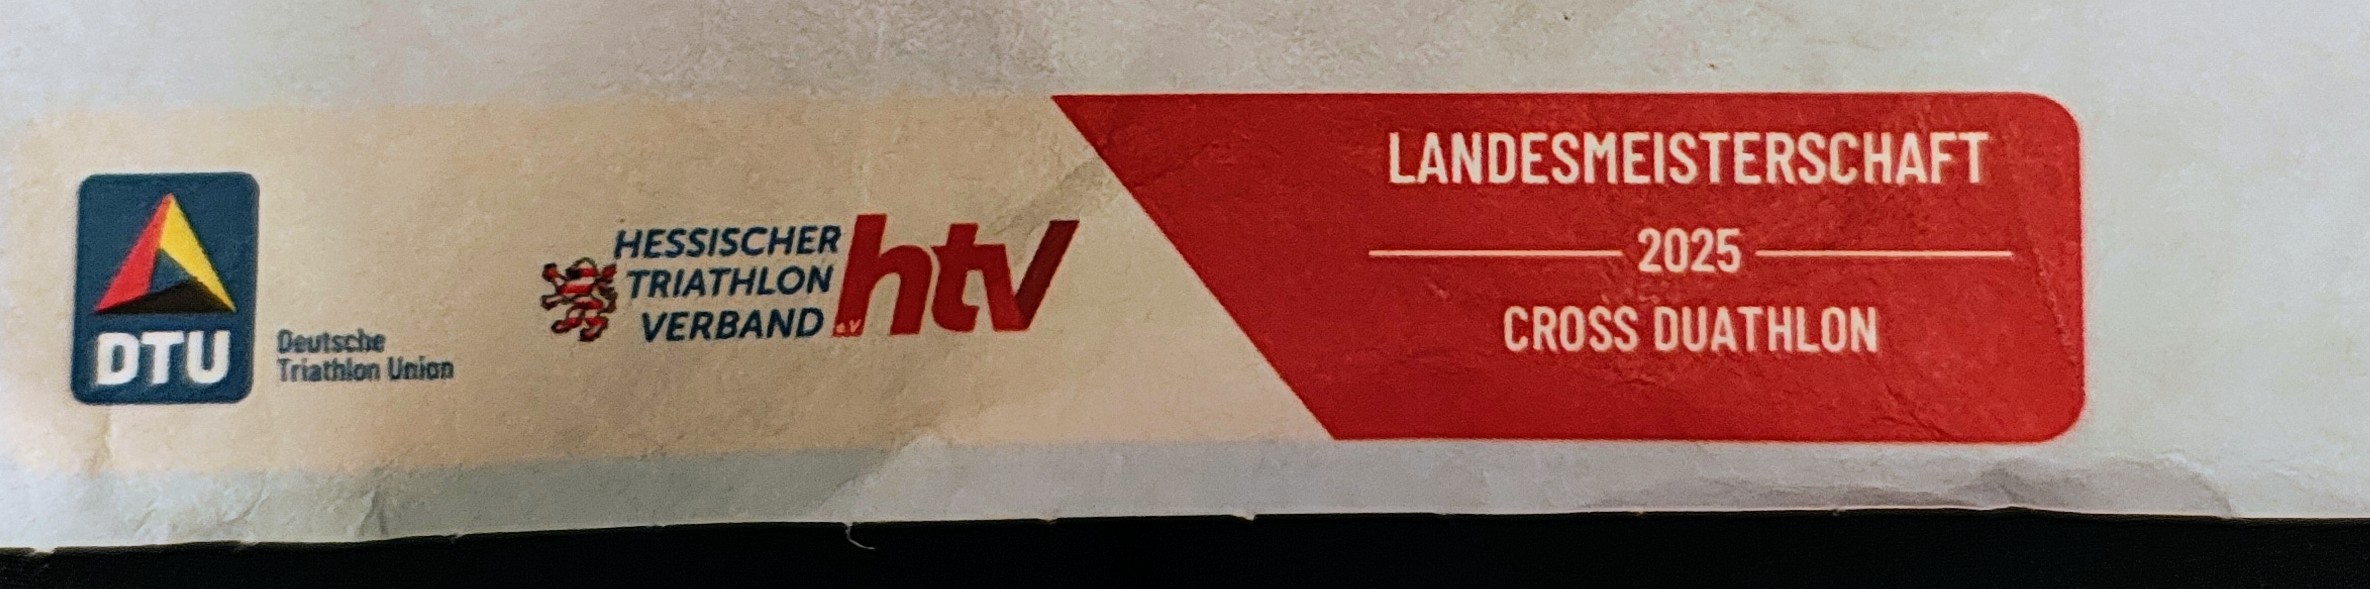 DTU
Deutsche
Triathlon Union
HESSISCHER
TRIATHLON
VERBAND e.V
htv
LANDESMEISTERSCHAFT
2025
CROSS DUATHLON